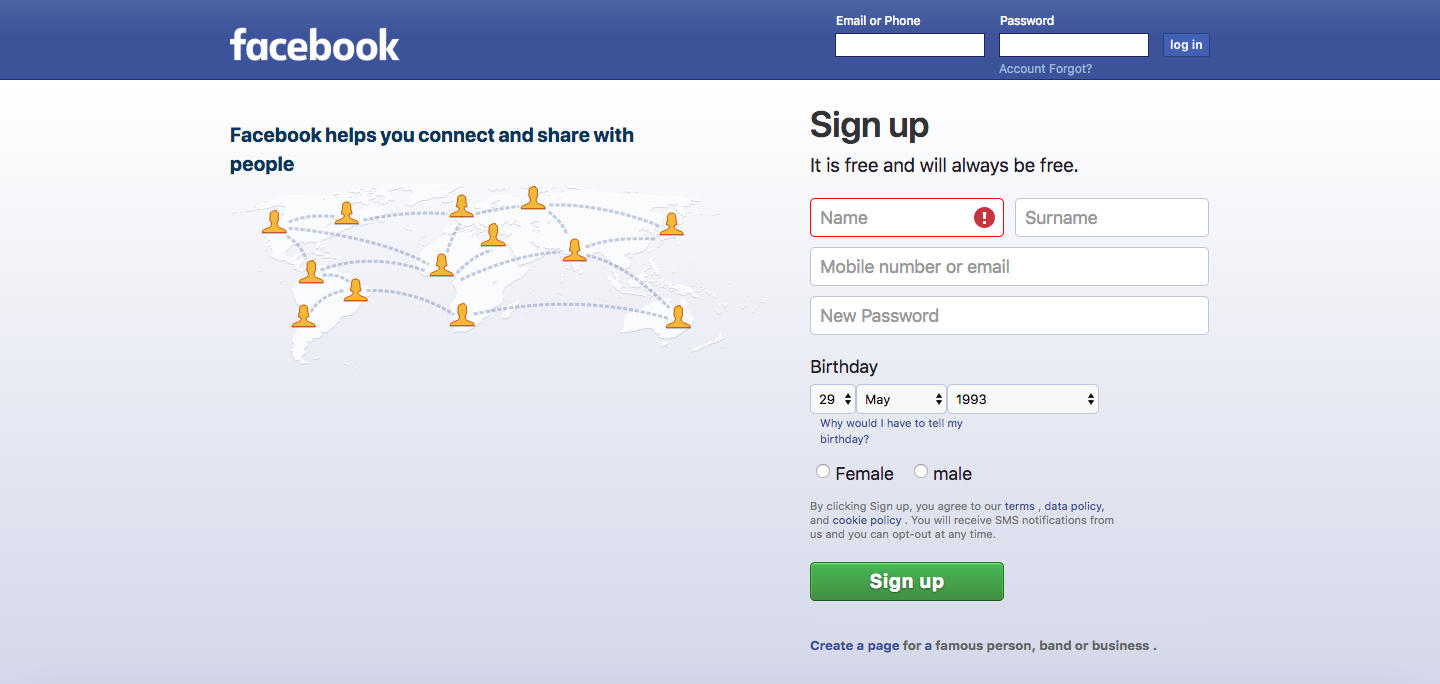 facebook
Email or Phone
Password
log in
Account Forgot?
Facebook helps you connect and share with
people
Sign up
It is free and will always be free.
Name
Surname
Mobile number or email
New Password
Birthday
29 May 1993
Why would I have to tell my
birthday?
Female male
By clicking Sign up, you agree to our terms , data policy,
and cookie policy . You will receive SMS notifications from
us and you can opt-out at any time.
Sign up
Create a page for a famous person, band or business .